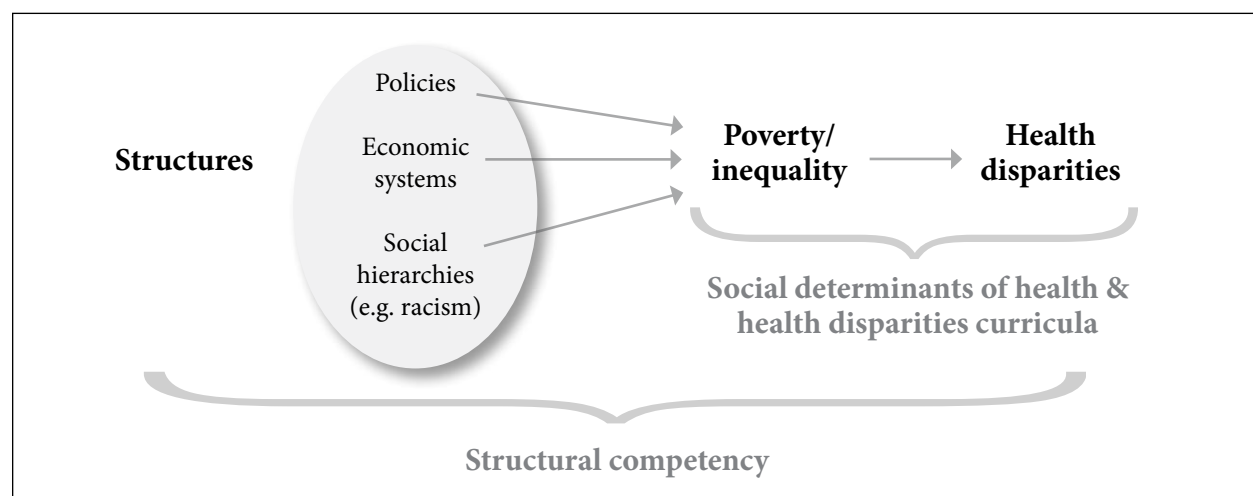 Structures
Policies
Economic
systems
Social
hierarchies
(e.g. racism)
Poverty/
inequality
Health
disparities
Social determinants of health &
health disparities curricula
Structural competency